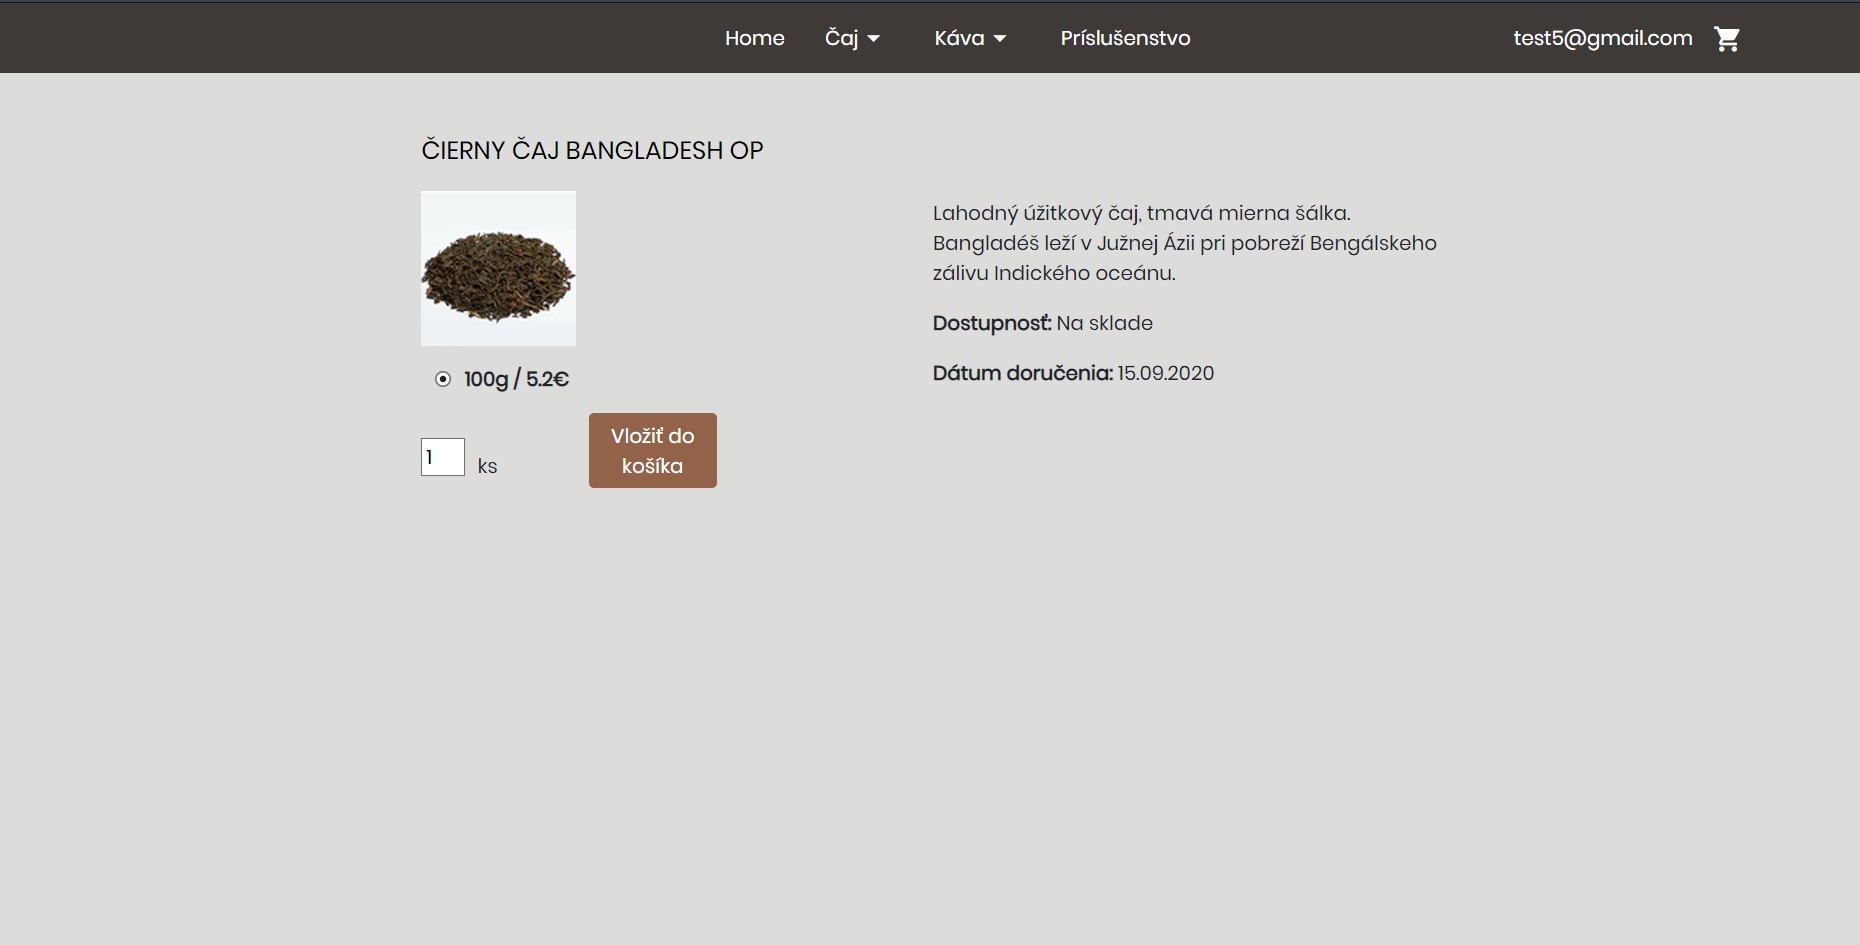 Home Čaj Káva Príslušenstvo test5@gmail.com
ČIERNY ČAJ BANGLADESH OP
Lahodný úžitkový čaj, tmavá mierna šálka.
Bangladéš leží v Južnej Ázii pri pobreží Bengálskeho
zálivu Indického oceánu.
Dostupnosť: Na sklade
Dátum doručenia: 15.09.2020
100g / 5.2€
1 ks
Vložiť do
košíka